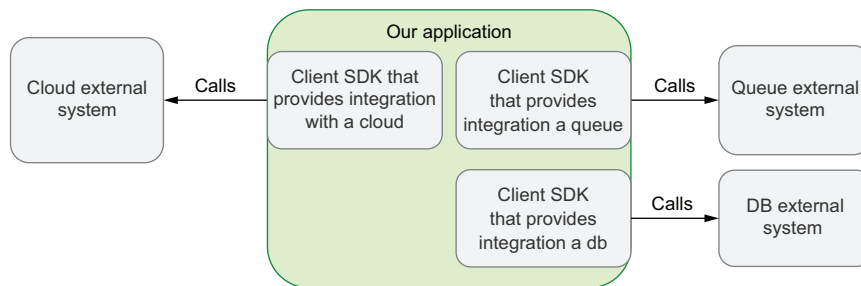 Our application
Cloud external
system
Calls
Client SDK that
provides integration
with a cloud
Client SDK
that provides
integration a queue
Calls
Queue external
system
Client SDK
that provides
integration a db
Calls
DB external
system